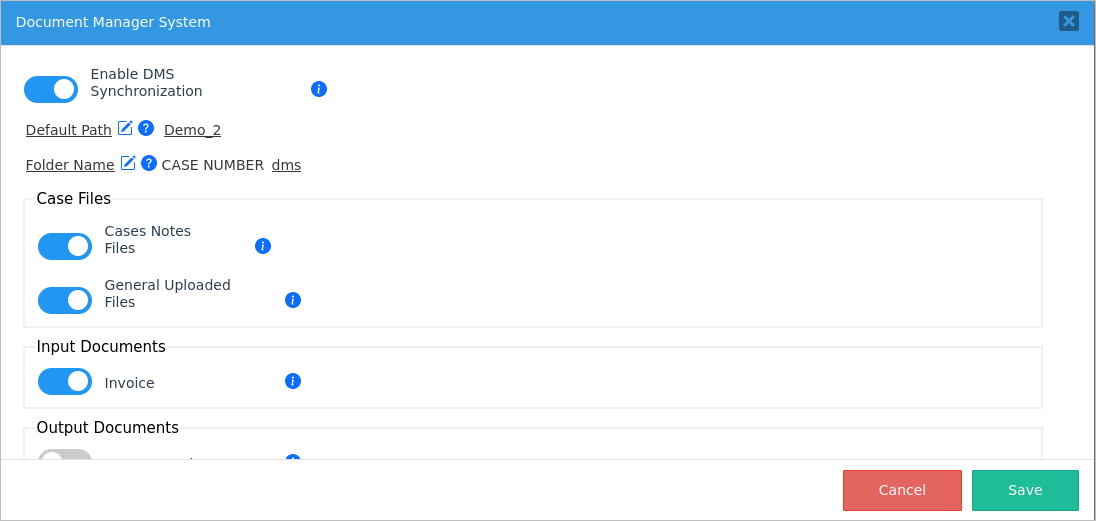 Document Manager System
Enable DMS
Synchronization
Default Path Demo_2
Folder Name CASE NUMBER dms
Case Files
Cases Notes
Files
General Uploaded
Files
Input Documents
Invoice
Output Documents
Cancel Save